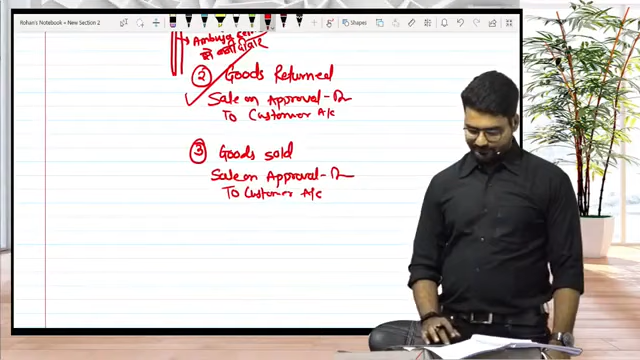 Rohan's Notebook • New Section 2
Shapes
→ Ambuja
② Goods Returned
Sale on Approval - Dr
To Customer A/c
③ Goods sold
Sale on Approval - Dr
To Customer A/c